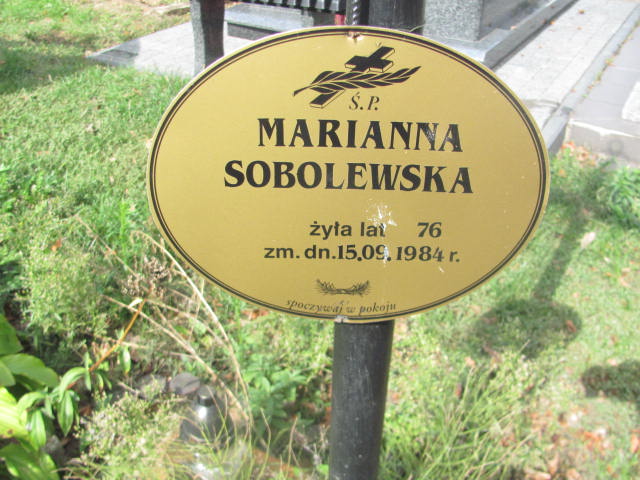 Ś.P.
MARIANNA
SOBOLEWSKA
żyła lat 76
zm. dn. 15.09. 1984 r.
spoczywaj w pokoju